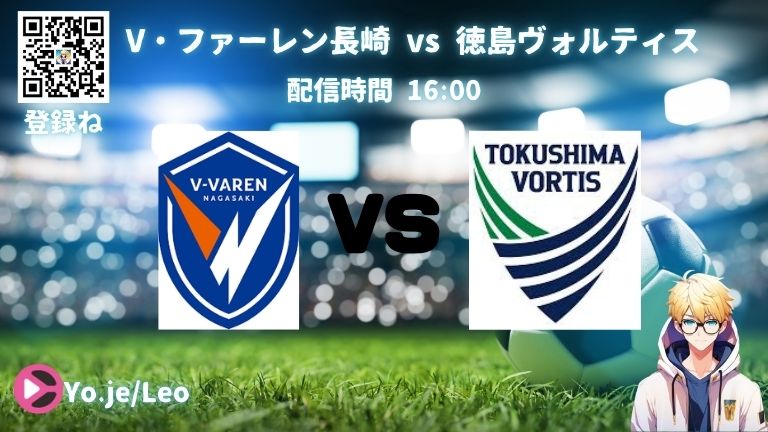 V・ファーレン長崎 vs 徳島ヴォルティス
配信時間 16:00
登録ね
V-VAREN
NAGASAKI
VS
TOKUSHIMA
VORTIS
Yo.je/Leo